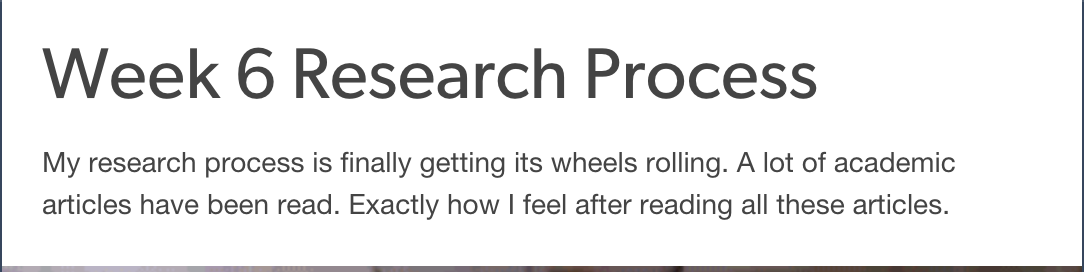 Week 6 Research Process
My research process is finally getting its wheels rolling. A lot of academic
articles have been read. Exactly how I feel after reading all these articles.